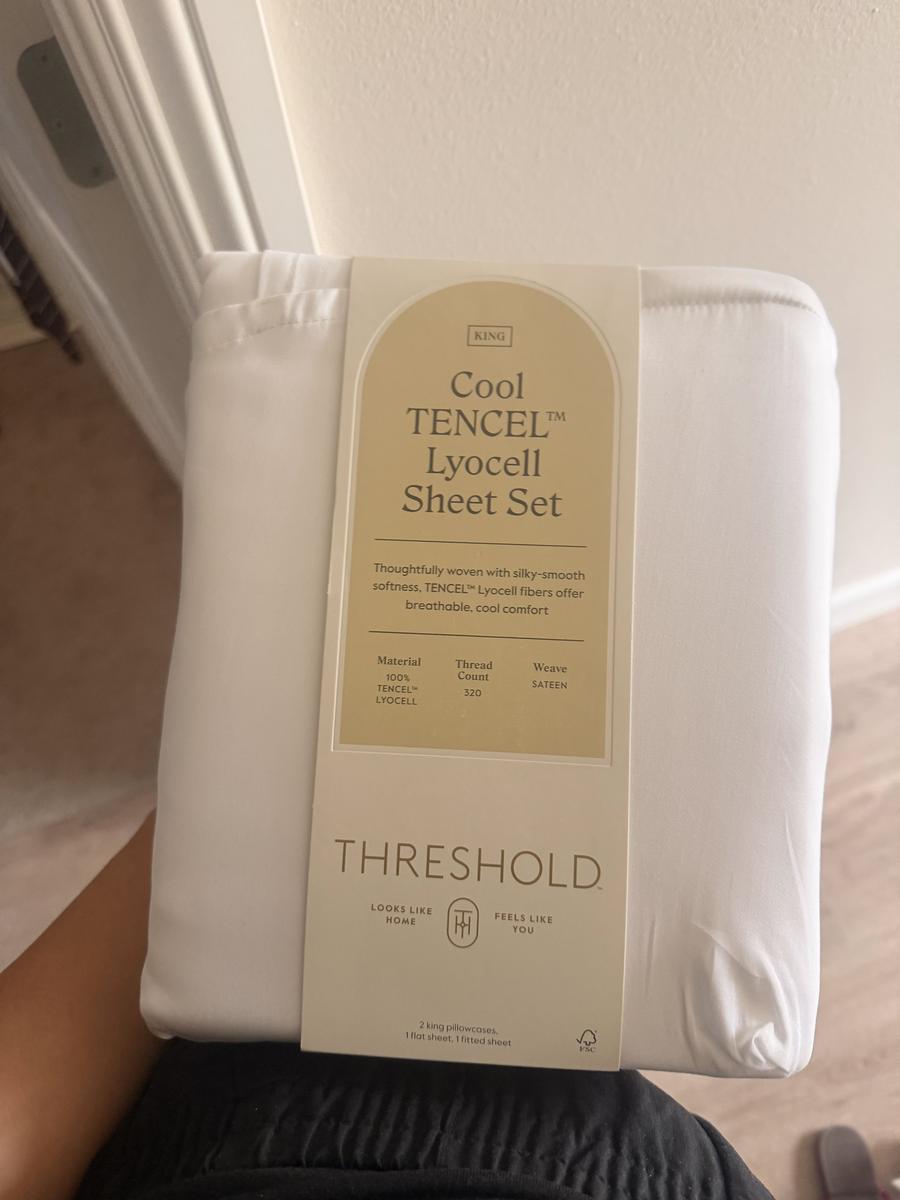 KING
Cool
TENCEL™
Lyocell
Sheet Set
Thoughtfully woven with silky-smooth
softness, TENCEL™ Lyocell fibers offer
breathable, cool comfort
Material
100%
TENCEL™
LYOCELL
Thread
Count
320
Weave
SATEEN
THRESHOLD™
LOOKS LIKE
HOME
TH
FEELS LIKE
YOU
2 king pillowcases,
1 flat sheet, 1 fitted sheet
FSC